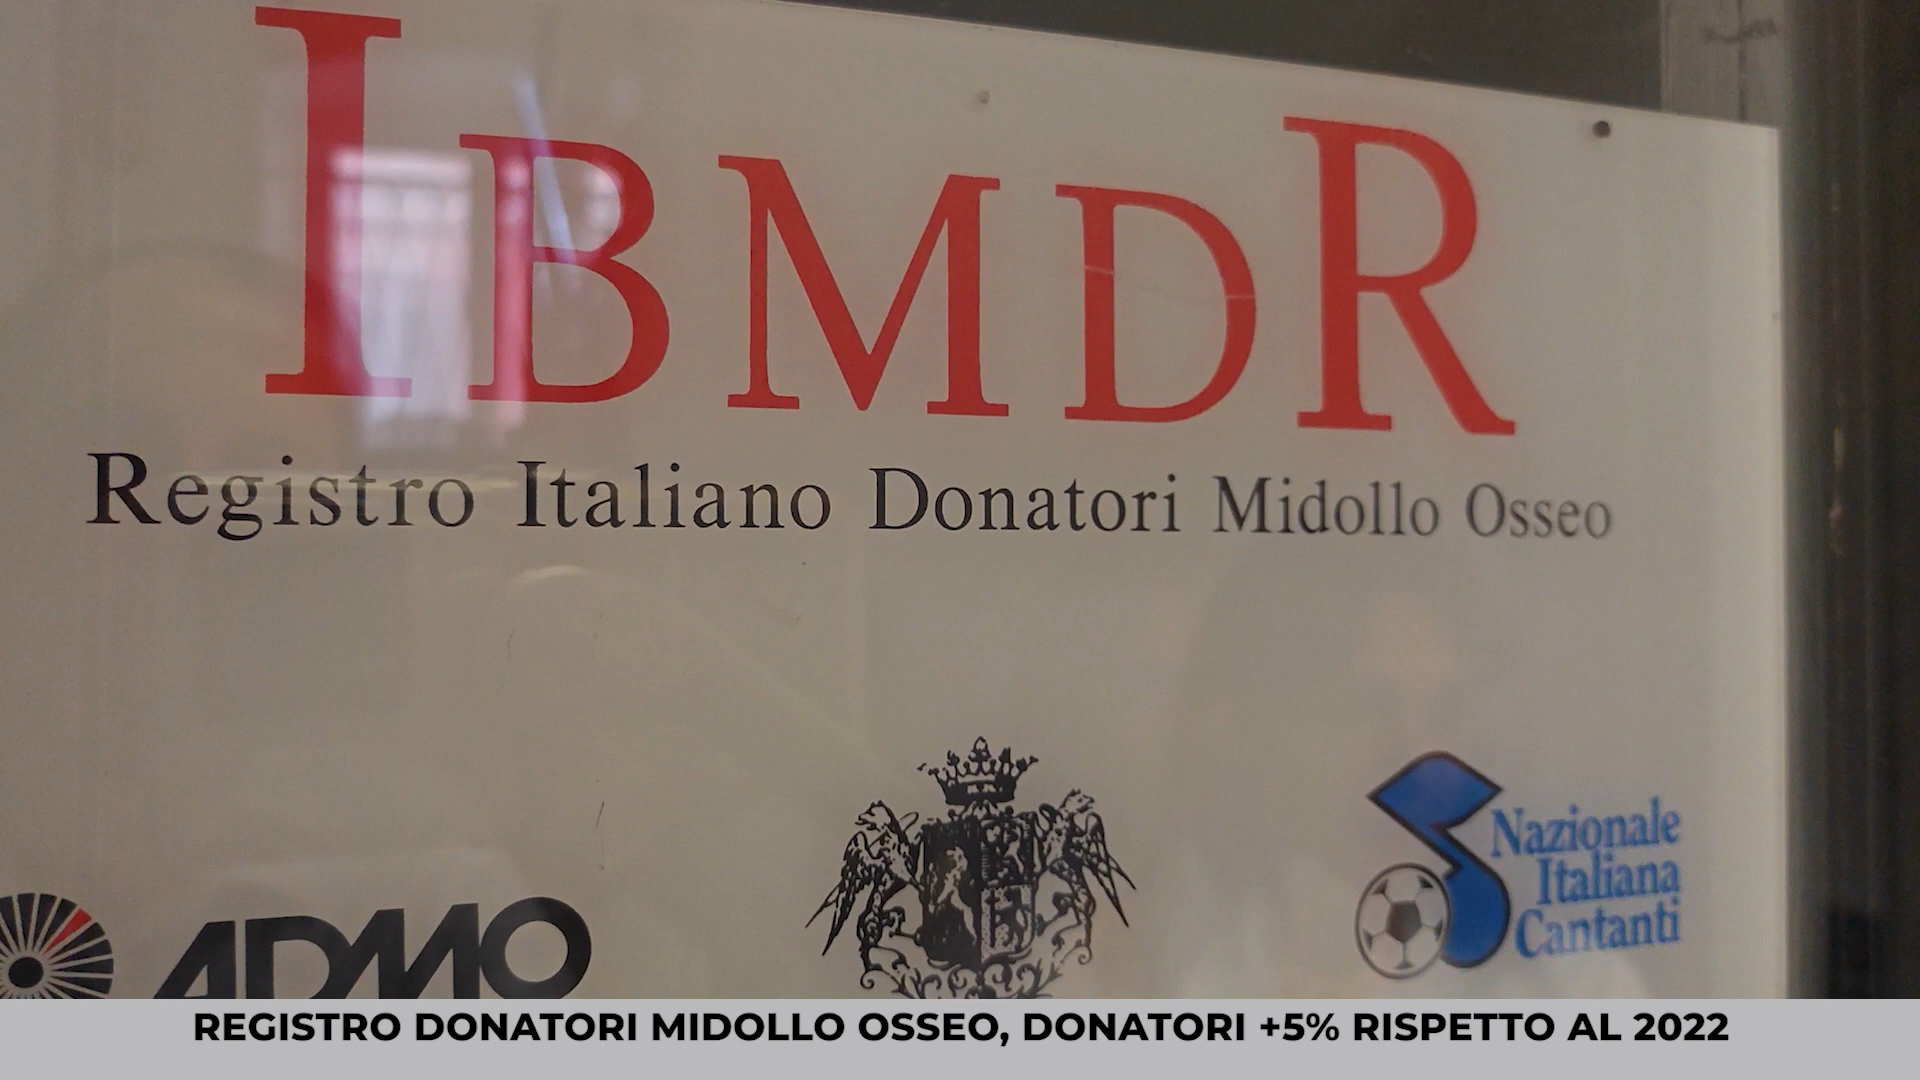 IBMDR
Registro Italiano Donatori Midollo Osseo
ADMO
Nazionale
Italiana
Cantanti
REGISTRO DONATORI MIDOLLO OSSEO, DONATORI +5% RISPETTO AL 2022